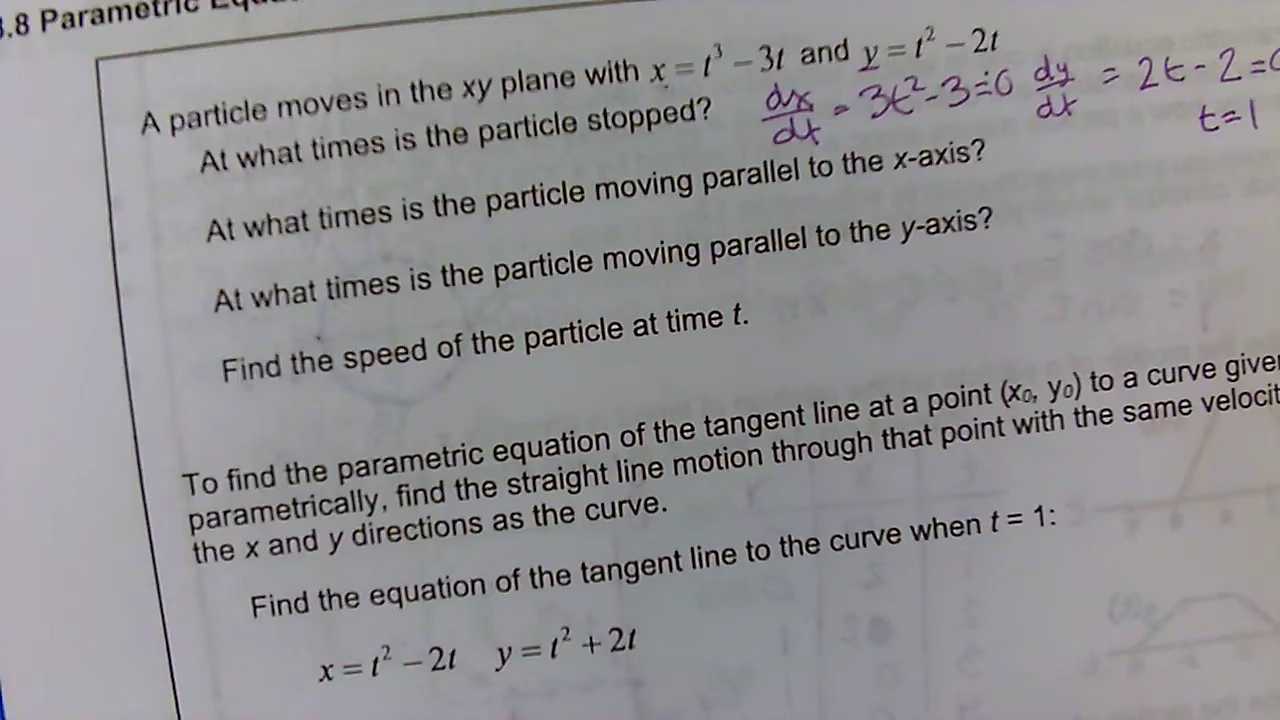 3.8 Parametric
A particle moves in the xy plane with x = t³ − 3t and y = t² − 2t
At what times is the particle stopped? dx/dt = 3t² − 3 = 0 dy/dt = 2t − 2 = 0
t = 1
At what times is the particle moving parallel to the x-axis?
At what times is the particle moving parallel to the y-axis?
Find the speed of the particle at time t.
To find the parametric equation of the tangent line at a point (x₀, y₀) to a curve given
parametrically, find the straight line motion through that point with the same velocit
the x and y directions as the curve.
Find the equation of the tangent line to the curve when t = 1:
x = t² − 2t y = t² + 2t